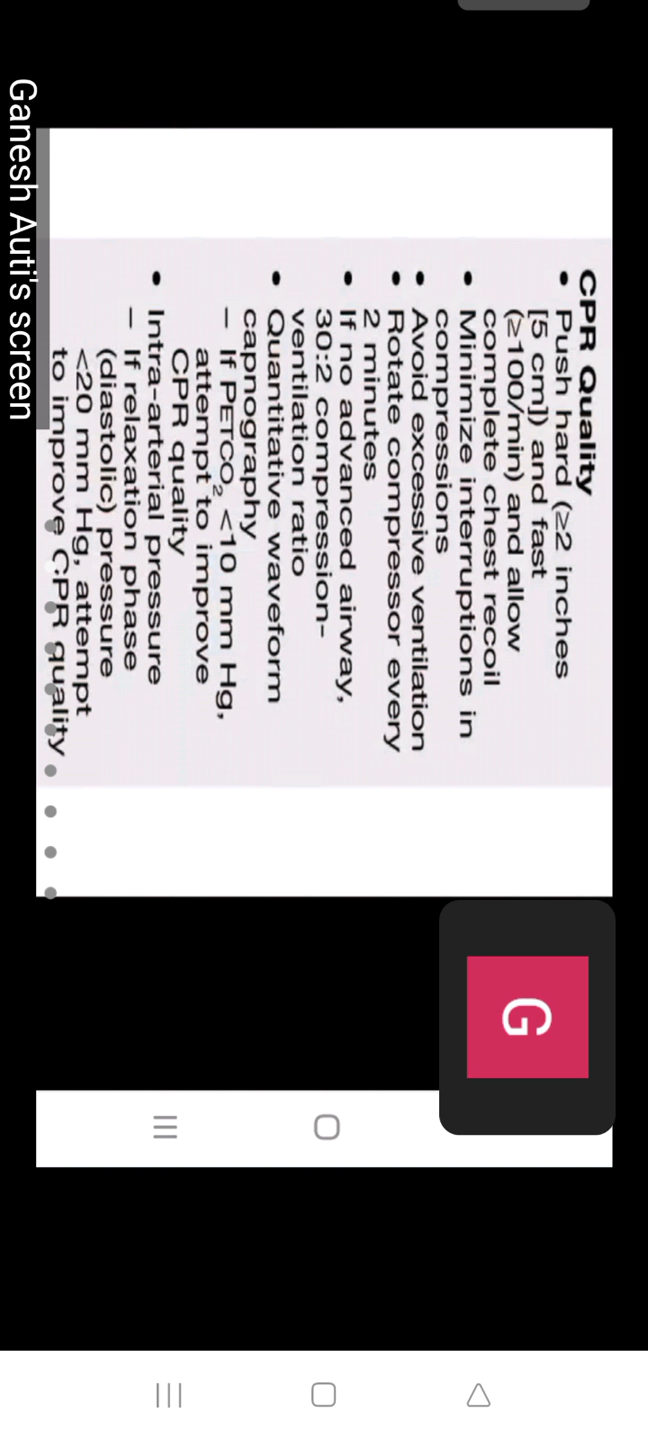 CPR Quality
• Push hard (≥2 inches
[5 cm]) and fast
(≥100/min) and allow
complete chest recoil
• Minimize interruptions in
compressions
• Avoid excessive ventilation
• Rotate compressor every
2 minutes
• If no advanced airway,
30:2 compression-
ventilation ratio
• Quantitative waveform
capnography
– If PETCO₂ <10 mm Hg,
attempt to improve
CPR quality
• Intra-arterial pressure
– If relaxation phase
(diastolic) pressure
<20 mm Hg, attempt
to improve CPR quality
Ganesh Auti's screen
G